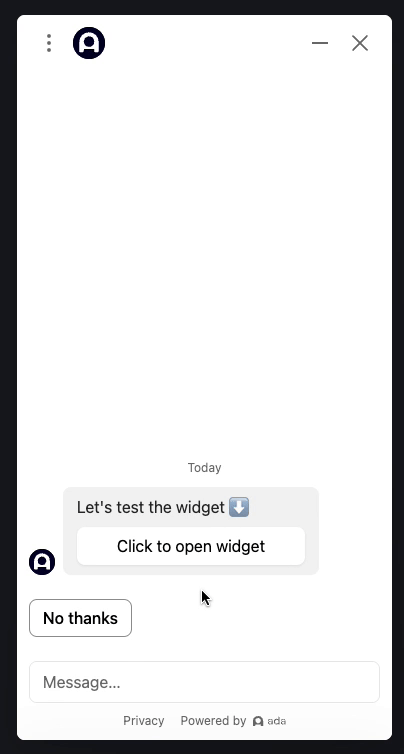 Today
Let's test the widget ⬇️
Click to open widget
No thanks
Message...
Privacy Powered by ada